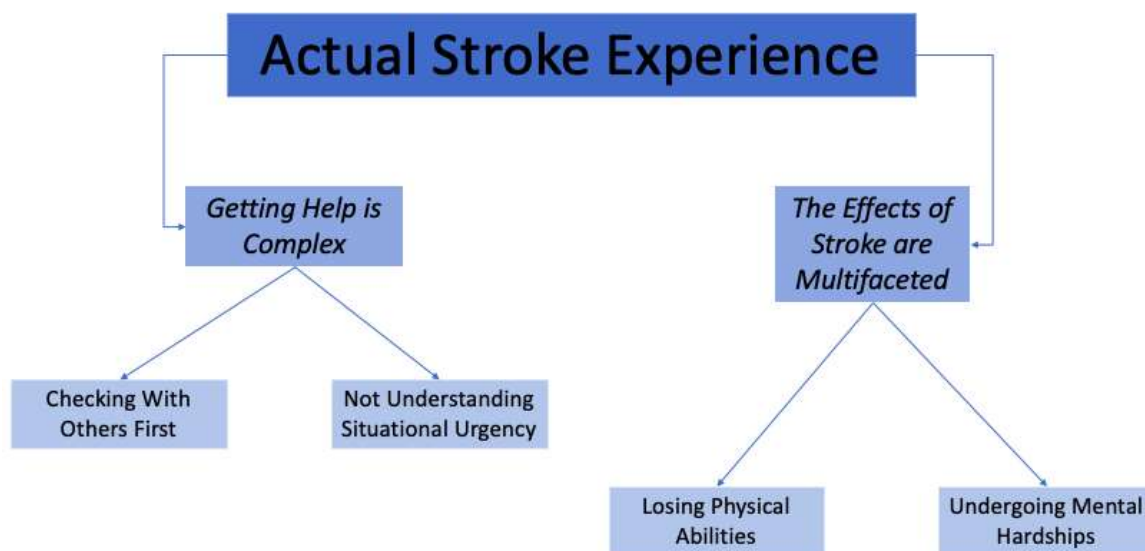 Actual Stroke Experience
Getting Help is
Complex
The Effects of
Stroke are
Multifaceted
Checking With
Others First
Not Understanding
Situational Urgency
Losing Physical
Abilities
Undergoing Mental
Hardships